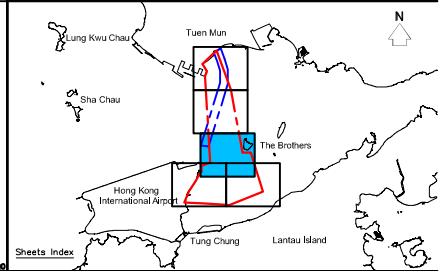 N
Tuen Mun
Lung Kwu Chau
Sha Chau
The Brothers
Hong Kong
International Airport
Tung Chung
Lantau Island
Sheets Index